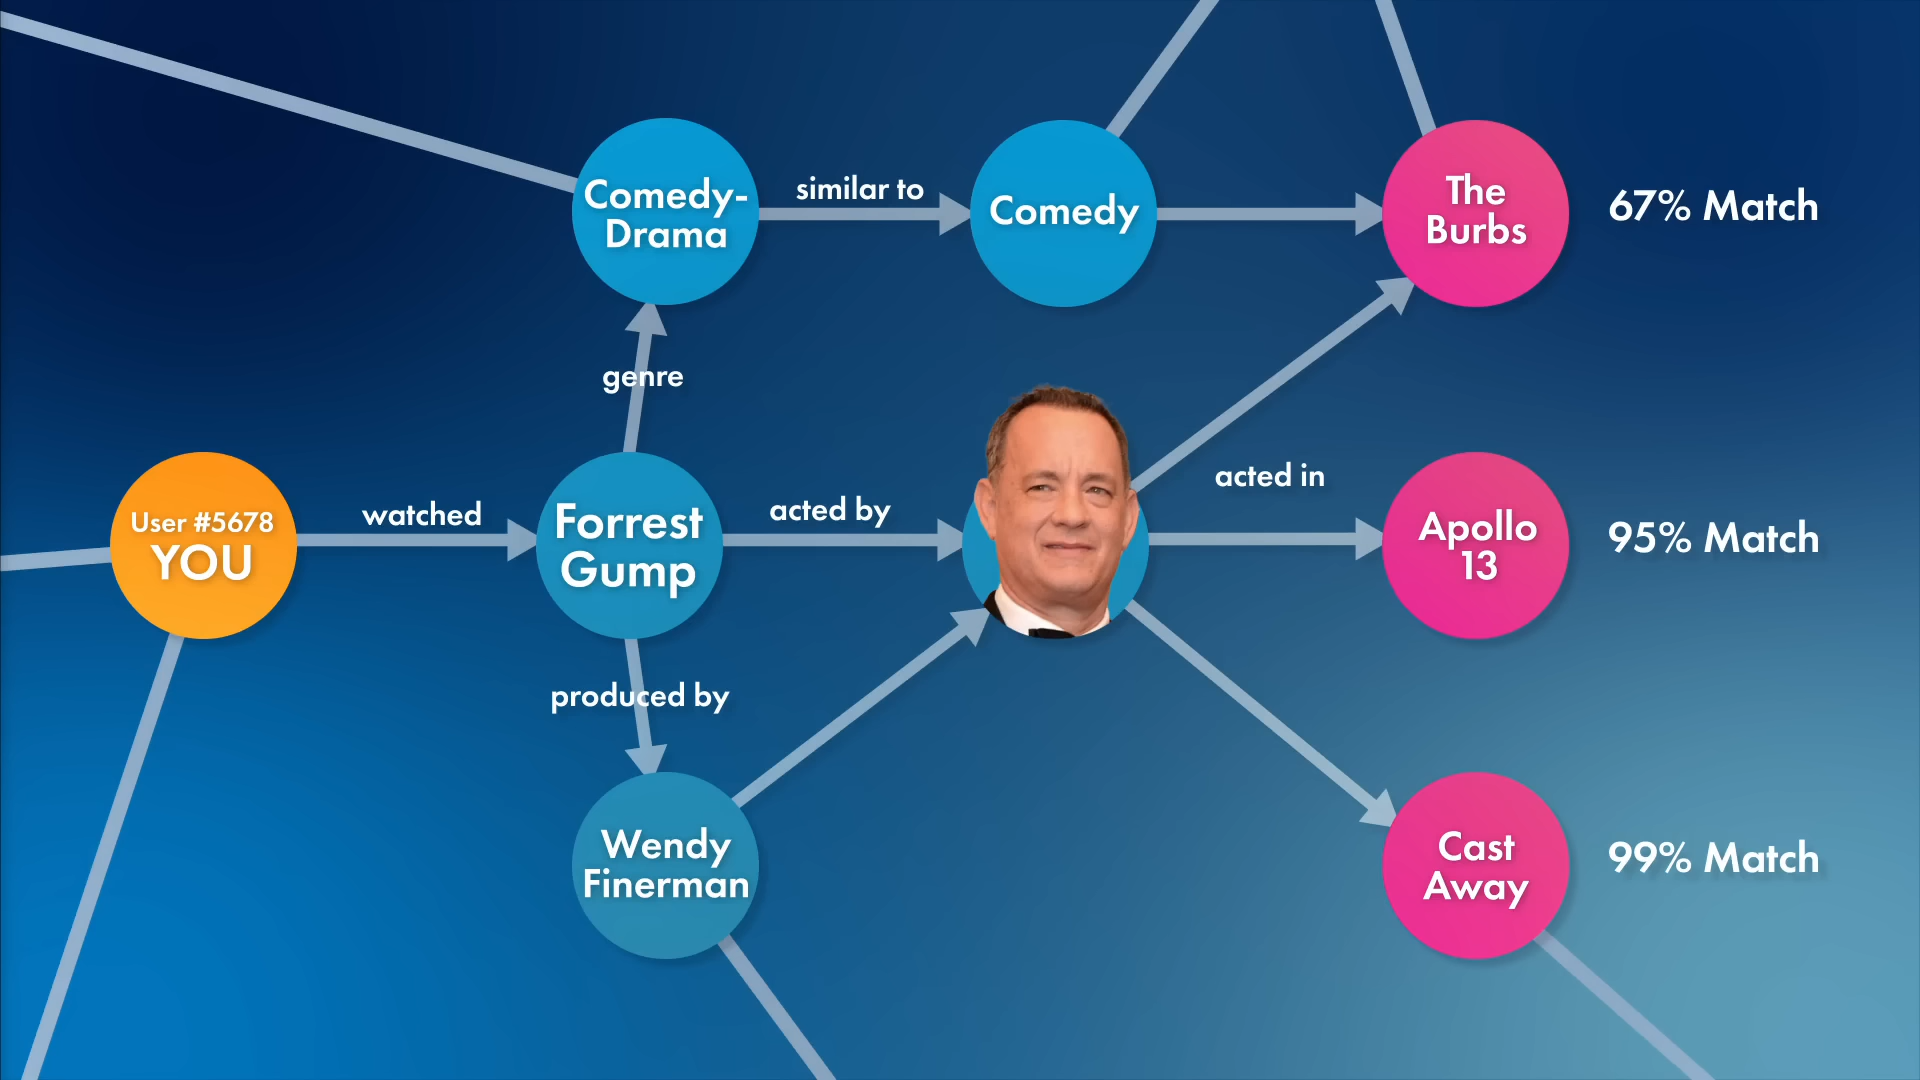 Comedy-
Drama
similar to
Comedy
The
Burbs
67% Match
genre
User #5678
YOU
watched
Forrest
Gump
acted by
acted in
Apollo
13
95% Match
produced by
Wendy
Finerman
Cast
Away
99% Match